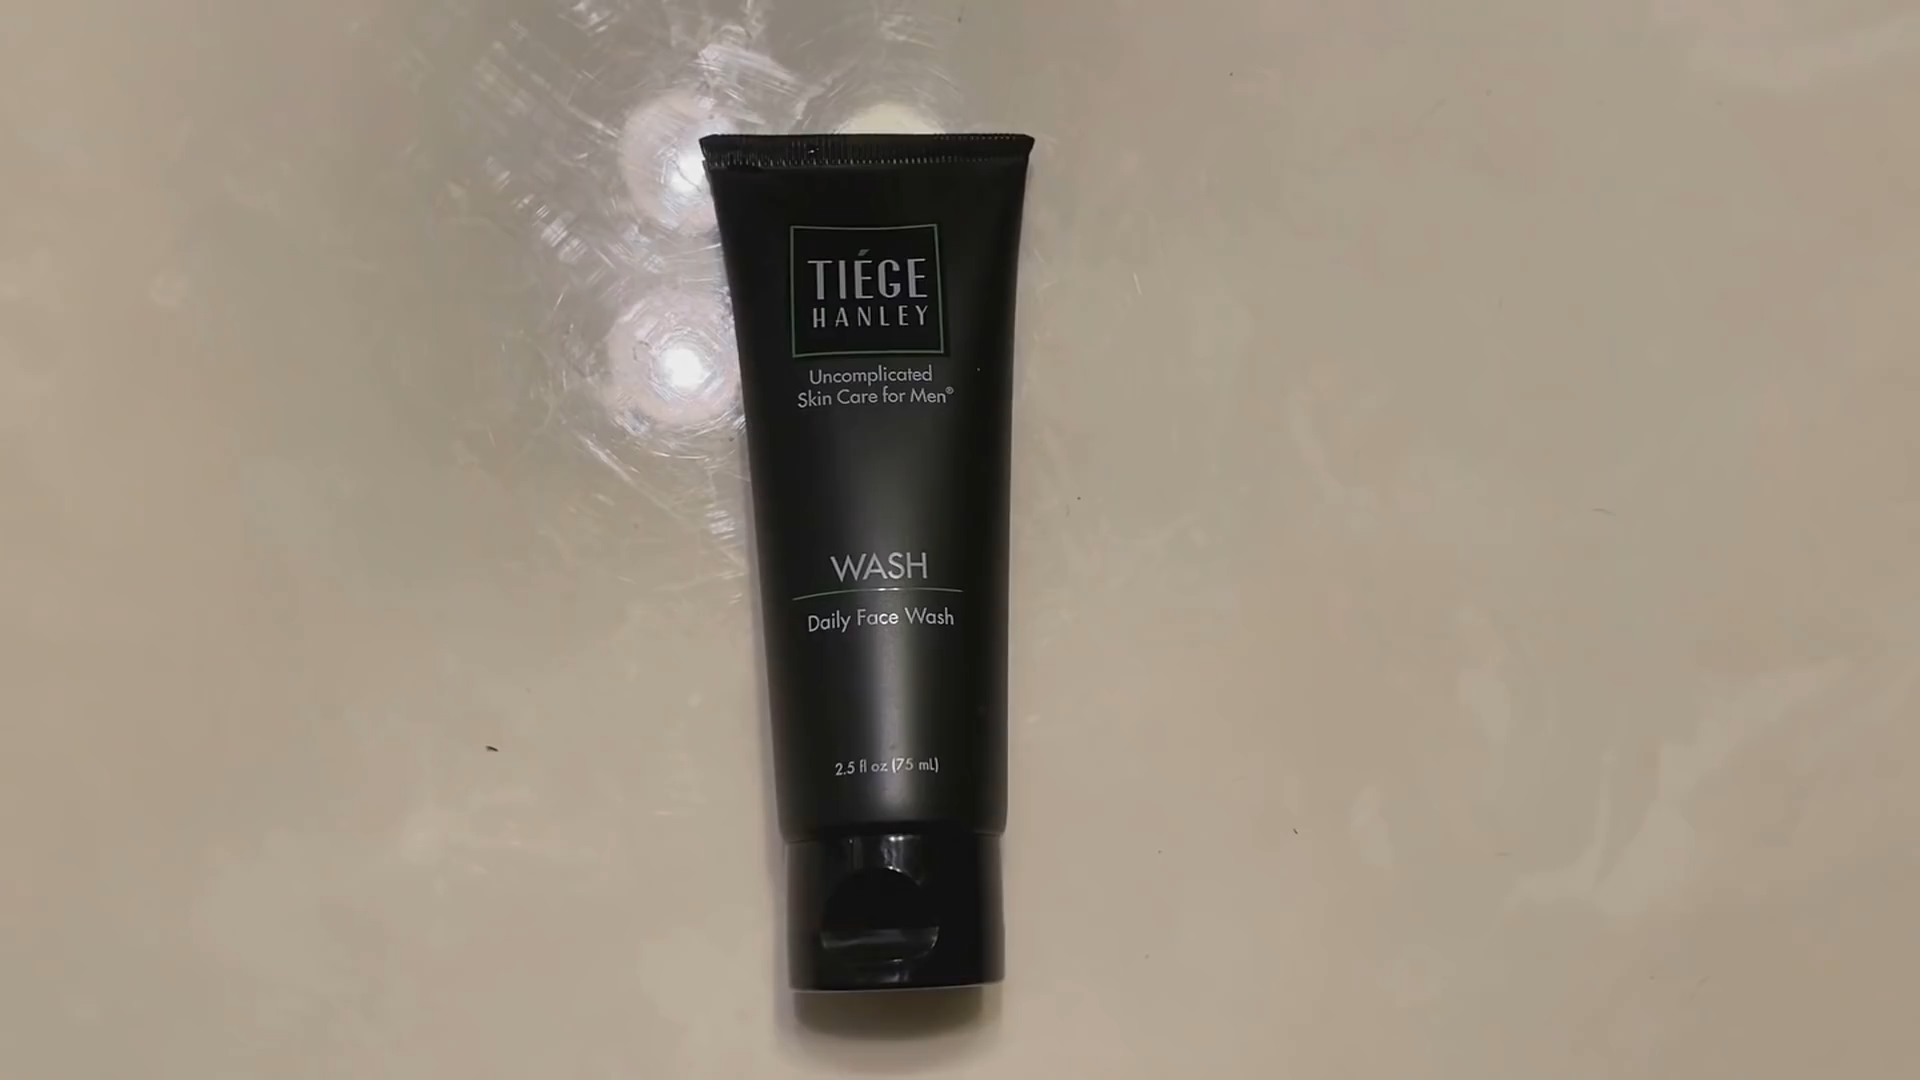 TIÉGE
HANLEY
Uncomplicated
Skin Care for Men®
WASH
Daily Face Wash
2.5 fl oz (75 mL)